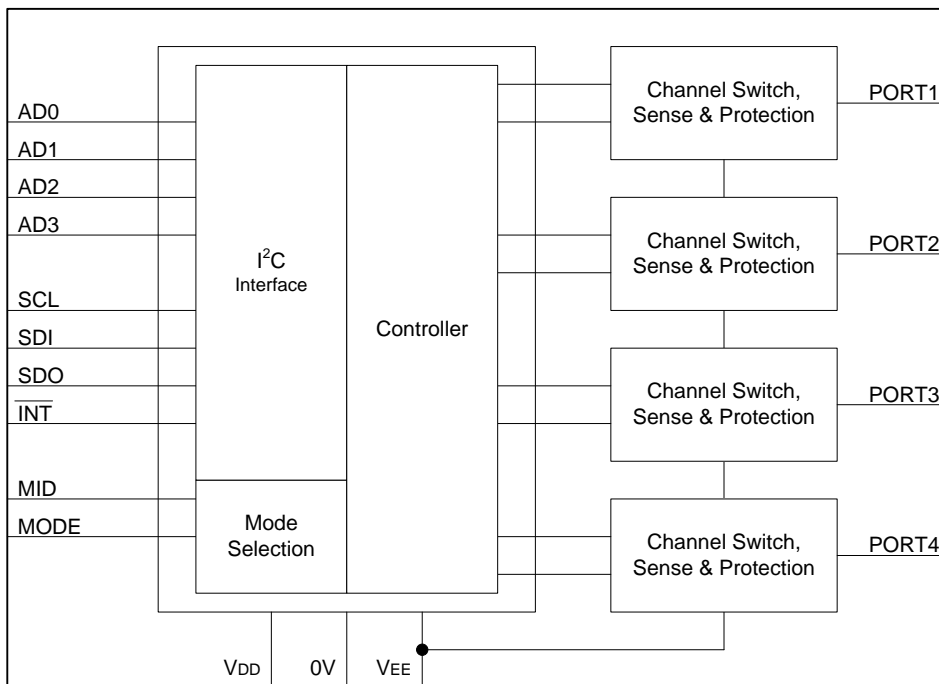 AD0
AD1
AD2
AD3
SCL
SDI
SDO
INT
MID
MODE
I²C
Interface
Mode
Selection
Controller
Channel Switch,
Sense & Protection
PORT1
Channel Switch,
Sense & Protection
PORT2
Channel Switch,
Sense & Protection
PORT3
Channel Switch,
Sense & Protection
PORT4
VDD
0V
VEE